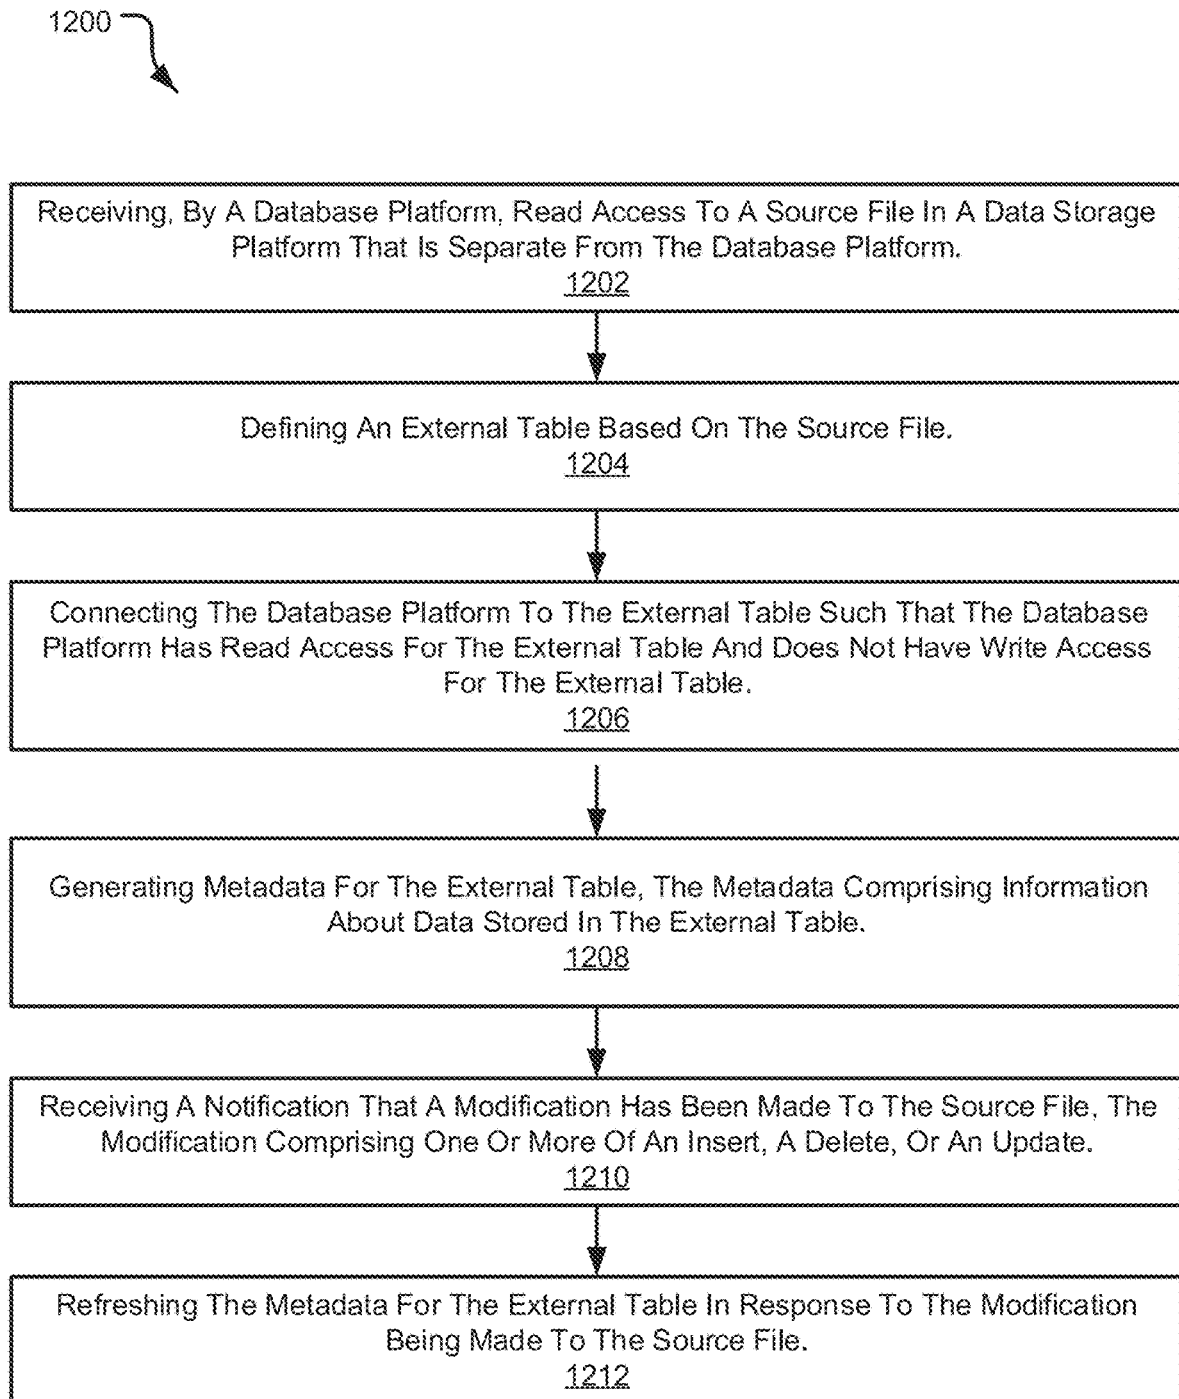 1200
Receiving, By A Database Platform, Read Access To A Source File In A Data Storage
Platform That Is Separate From The Database Platform.
1202
Defining An External Table Based On The Source File.
1204
Connecting The Database Platform To The External Table Such That The Database
Platform Has Read Access For The External Table And Does Not Have Write Access
For The External Table.
1206
Generating Metadata For The External Table, The Metadata Comprising Information
About Data Stored In The External Table.
1208
Receiving A Notification That A Modification Has Been Made To The Source File, The
Modification Comprising One Or More Of An Insert, A Delete, Or An Update.
1210
Refreshing The Metadata For The External Table In Response To The Modification
Being Made To The Source File.
1212